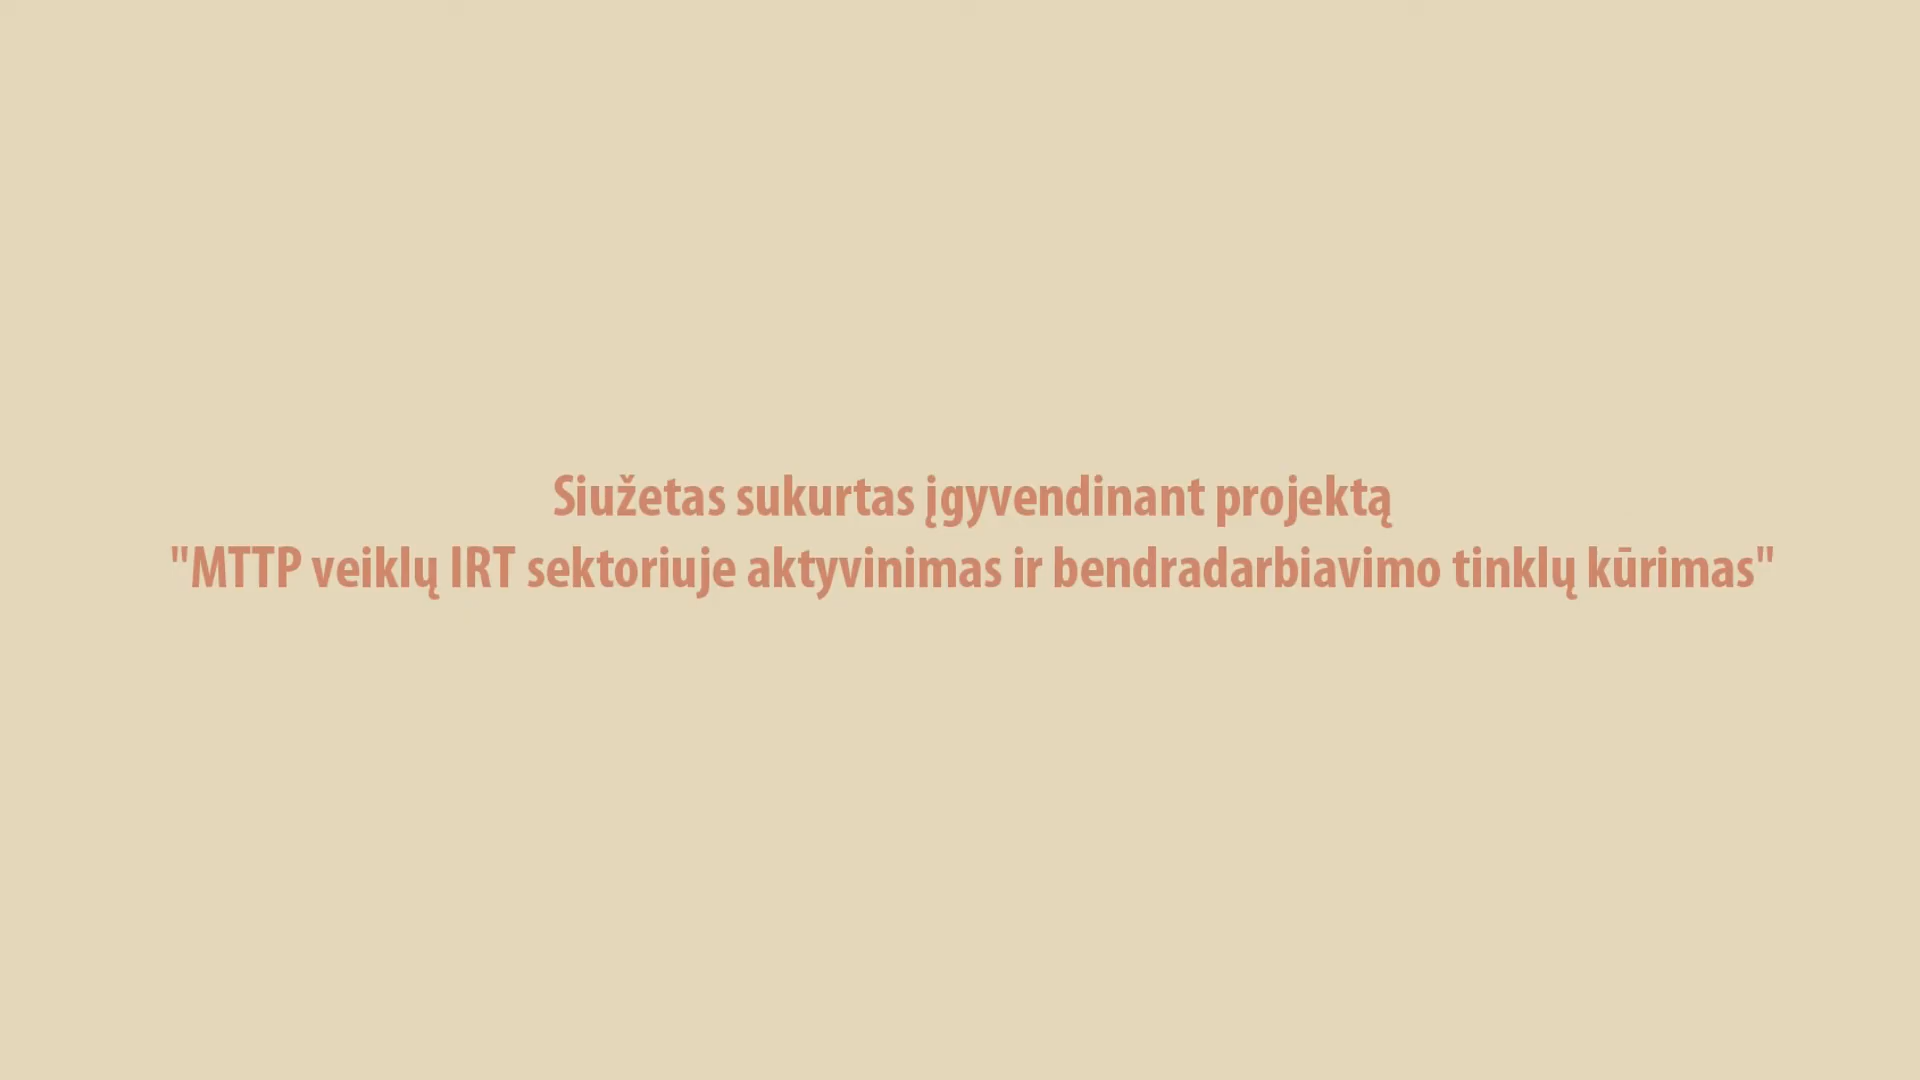 Siužetas sukurtas įgyvendinant projektą
"MTTP veiklų IRT sektoriuje aktyvinimas ir bendradarbiavimo tinklų kūrimas"